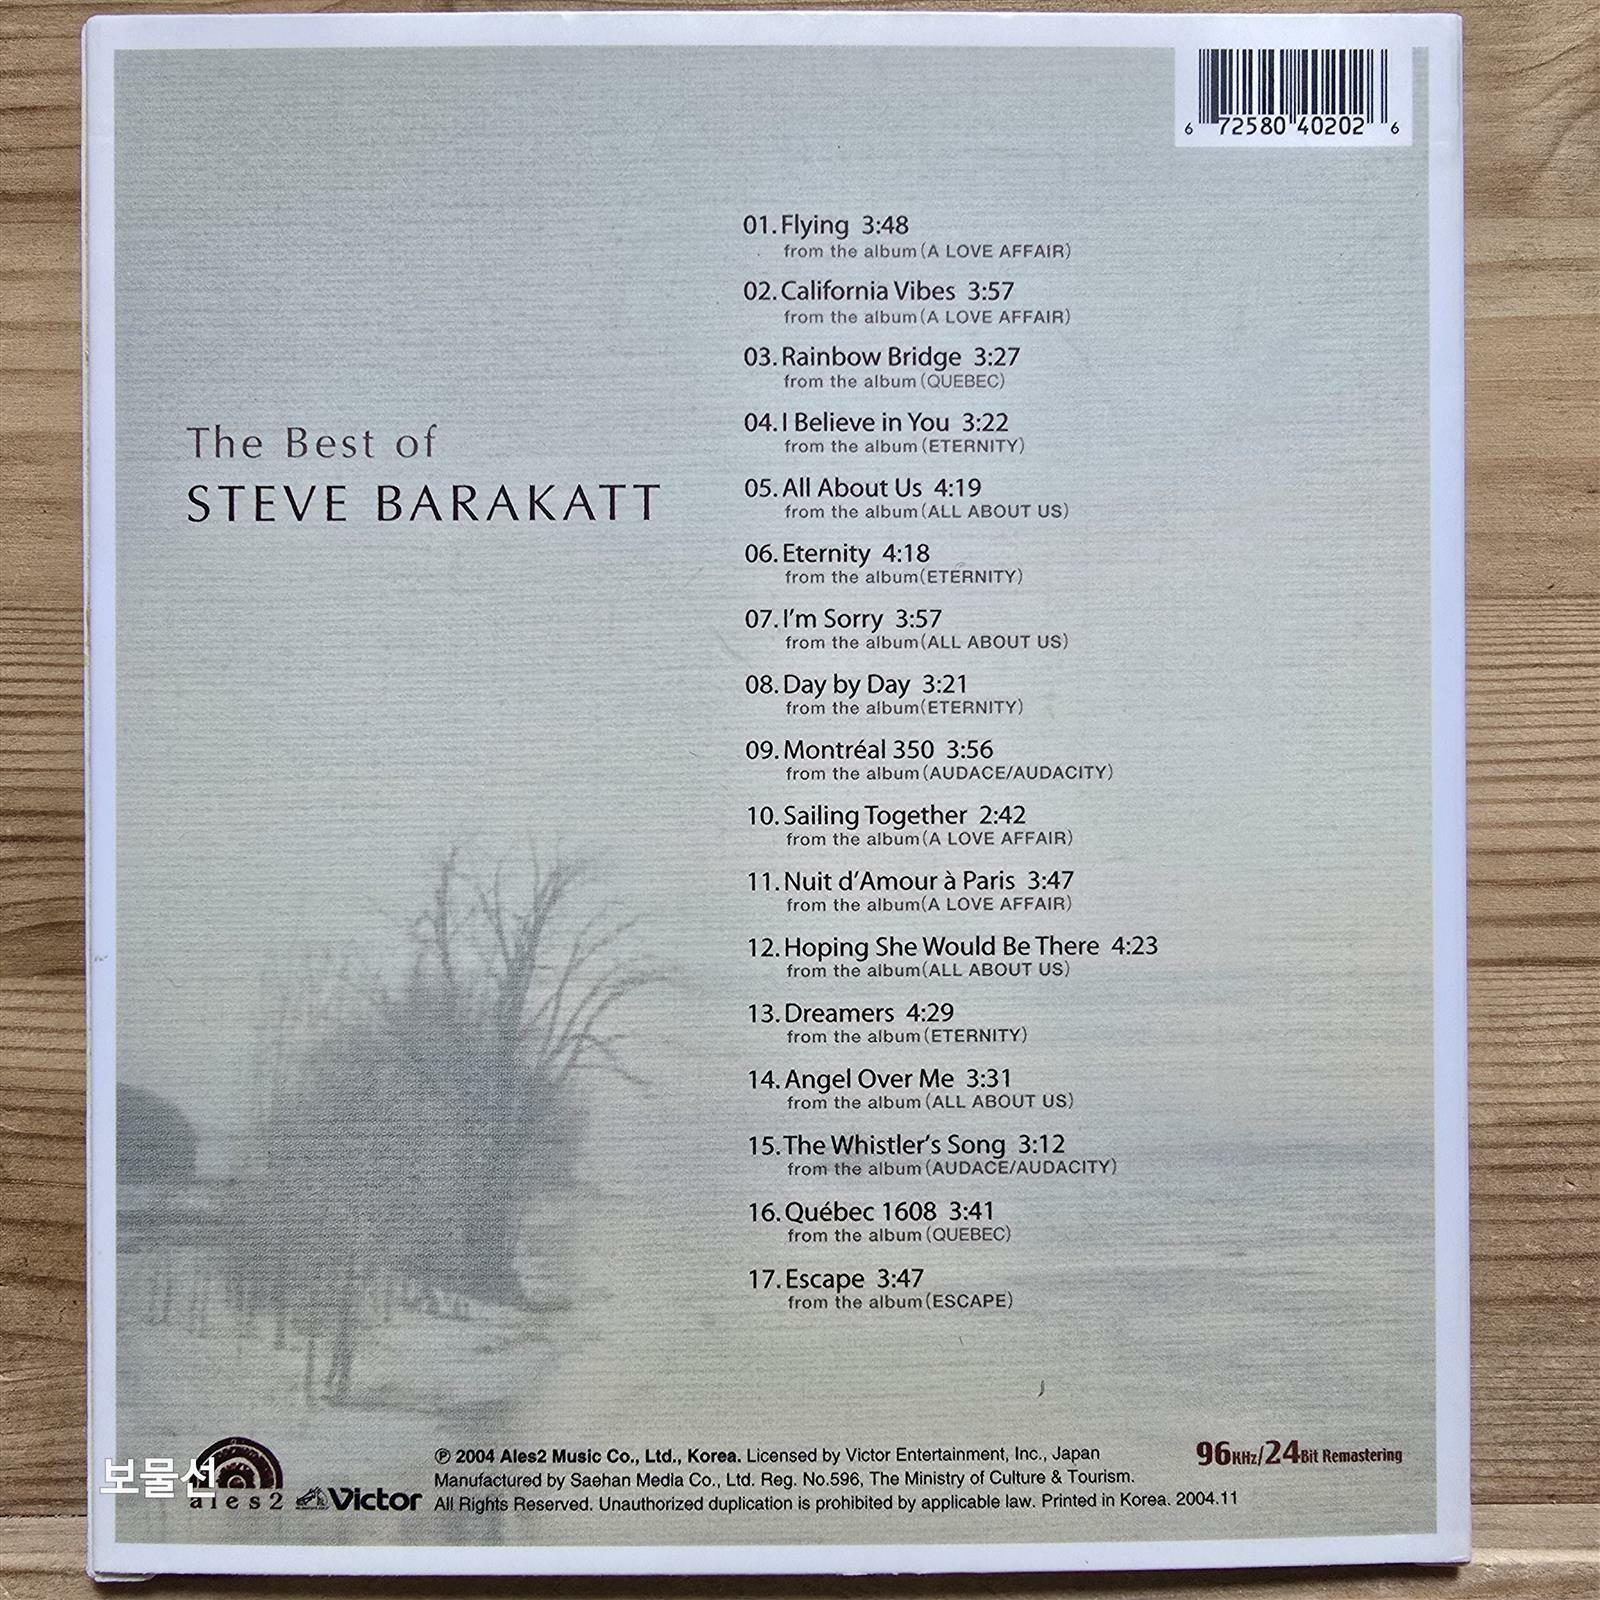 6 72580 40202 6
01. Flying 3:48
from the album (A LOVE AFFAIR)
02. California Vibes 3:57
from the album (A LOVE AFFAIR)
03. Rainbow Bridge 3:27
from the album (QUEBEC)
04. I Believe in You 3:22
from the album (ETERNITY)
The Best of
STEVE BARAKATT
05. All About Us 4:19
from the album (ALL ABOUT US)
06. Eternity 4:18
from the album (ETERNITY)
07. I'm Sorry 3:57
from the album (ALL ABOUT US)
08. Day by Day 3:21
from the album (ETERNITY)
09. Montréal 350 3:56
from the album (AUDACE/AUDACITY)
10. Sailing Together 2:42
from the album (A LOVE AFFAIR)
11. Nuit d'Amour à Paris 3:47
from the album (A LOVE AFFAIR)
12. Hoping She Would Be There 4:23
from the album (ALL ABOUT US)
13. Dreamers 4:29
from the album (ETERNITY)
14. Angel Over Me 3:31
from the album (ALL ABOUT US)
15. The Whistler's Song 3:12
from the album (AUDACE/AUDACITY)
16. Québec 1608 3:41
from the album (QUEBEC)
17. Escape 3:47
from the album (ESCAPE)
보물선
ales2 Victor
℗ 2004 Ales2 Music Co., Ltd., Korea. Licensed by Victor Entertainment, Inc., Japan
Manufactured by Saehan Media Co., Ltd. Reg. No.596, The Ministry of Culture & Tourism.
All Rights Reserved. Unauthorized duplication is prohibited by applicable law. Printed in Korea. 2004.11
96KHz/24Bit Remastering